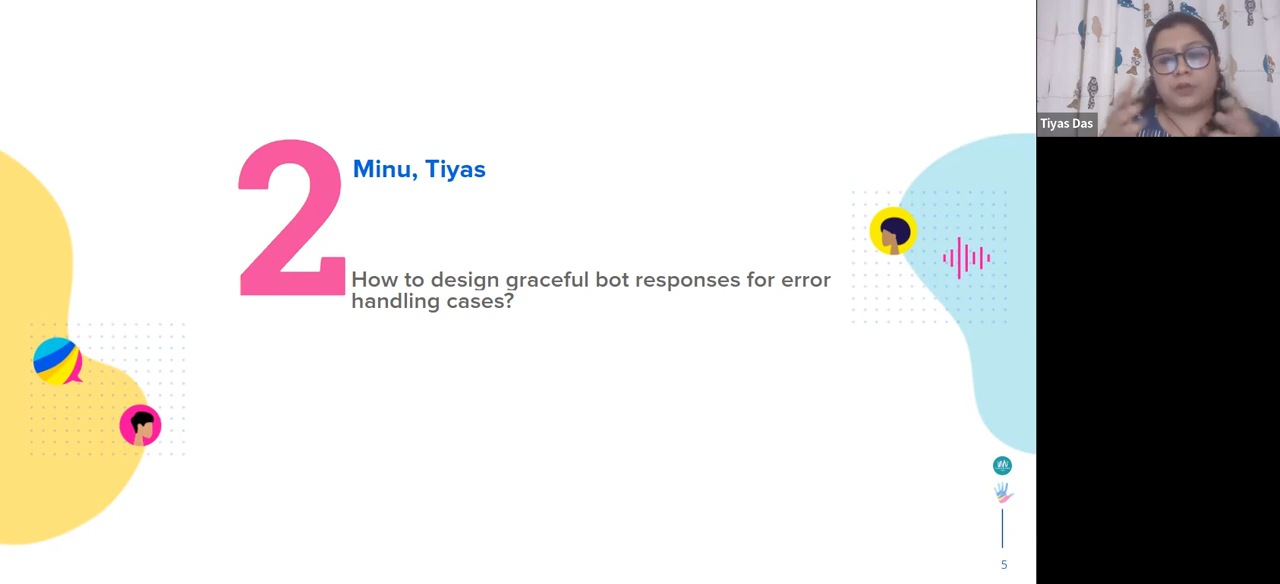 2
Minu, Tiyas
How to design graceful bot responses for error
handling cases?
Tiyas Das
5